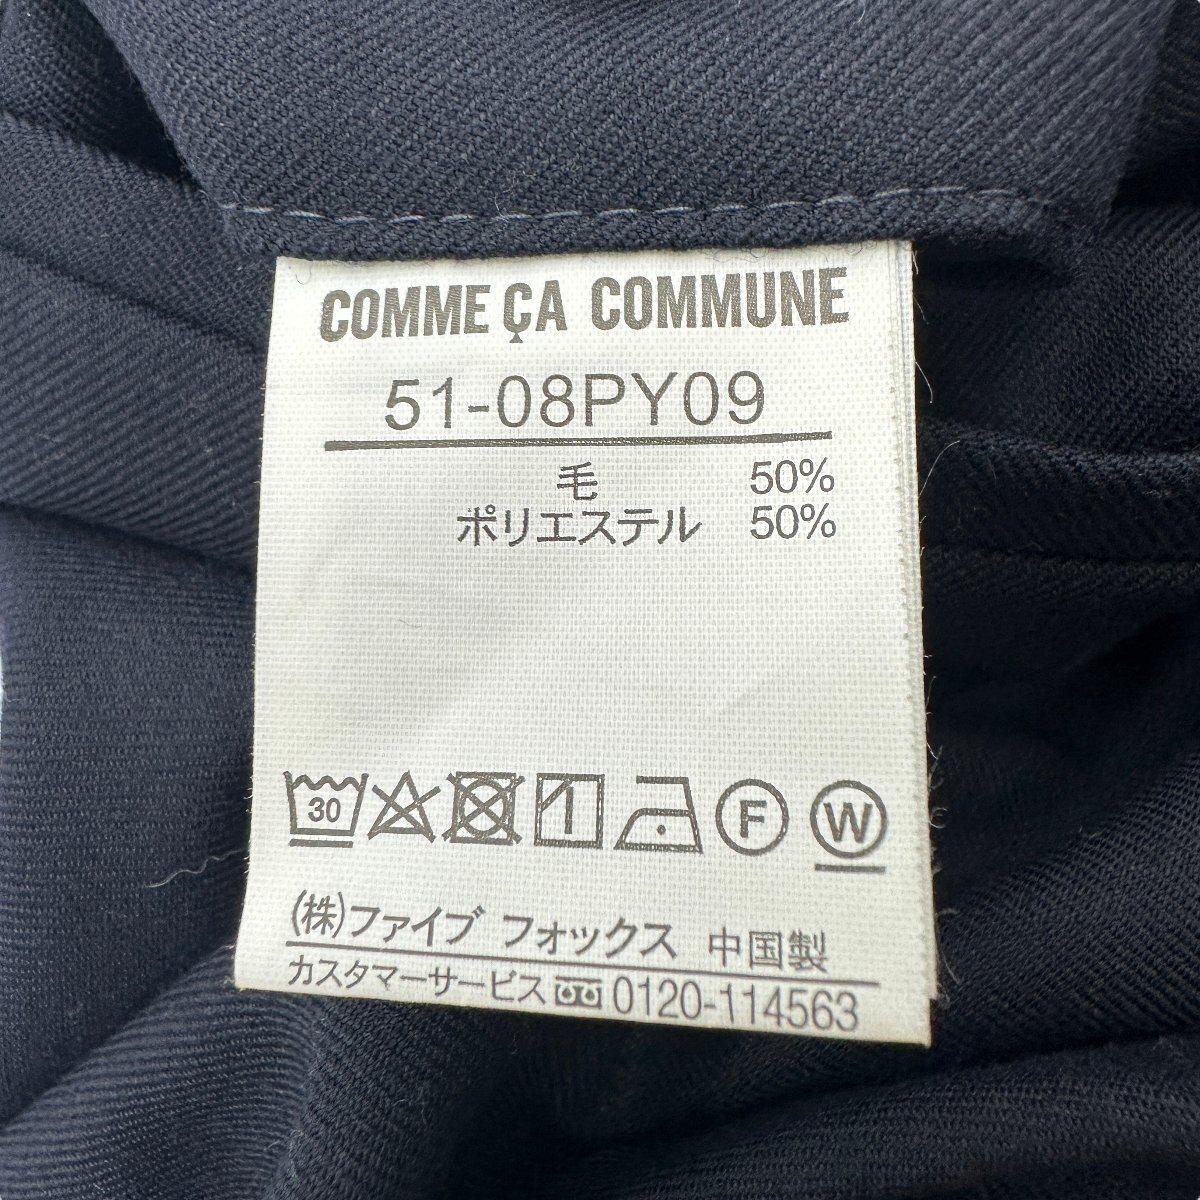 COMME ÇA COMMUNE
51-08PY09
毛 50%
ポリエステル 50%
30 F W
(株)ファイブ フォックス 中国製
カスタマーサービス 0120-114563